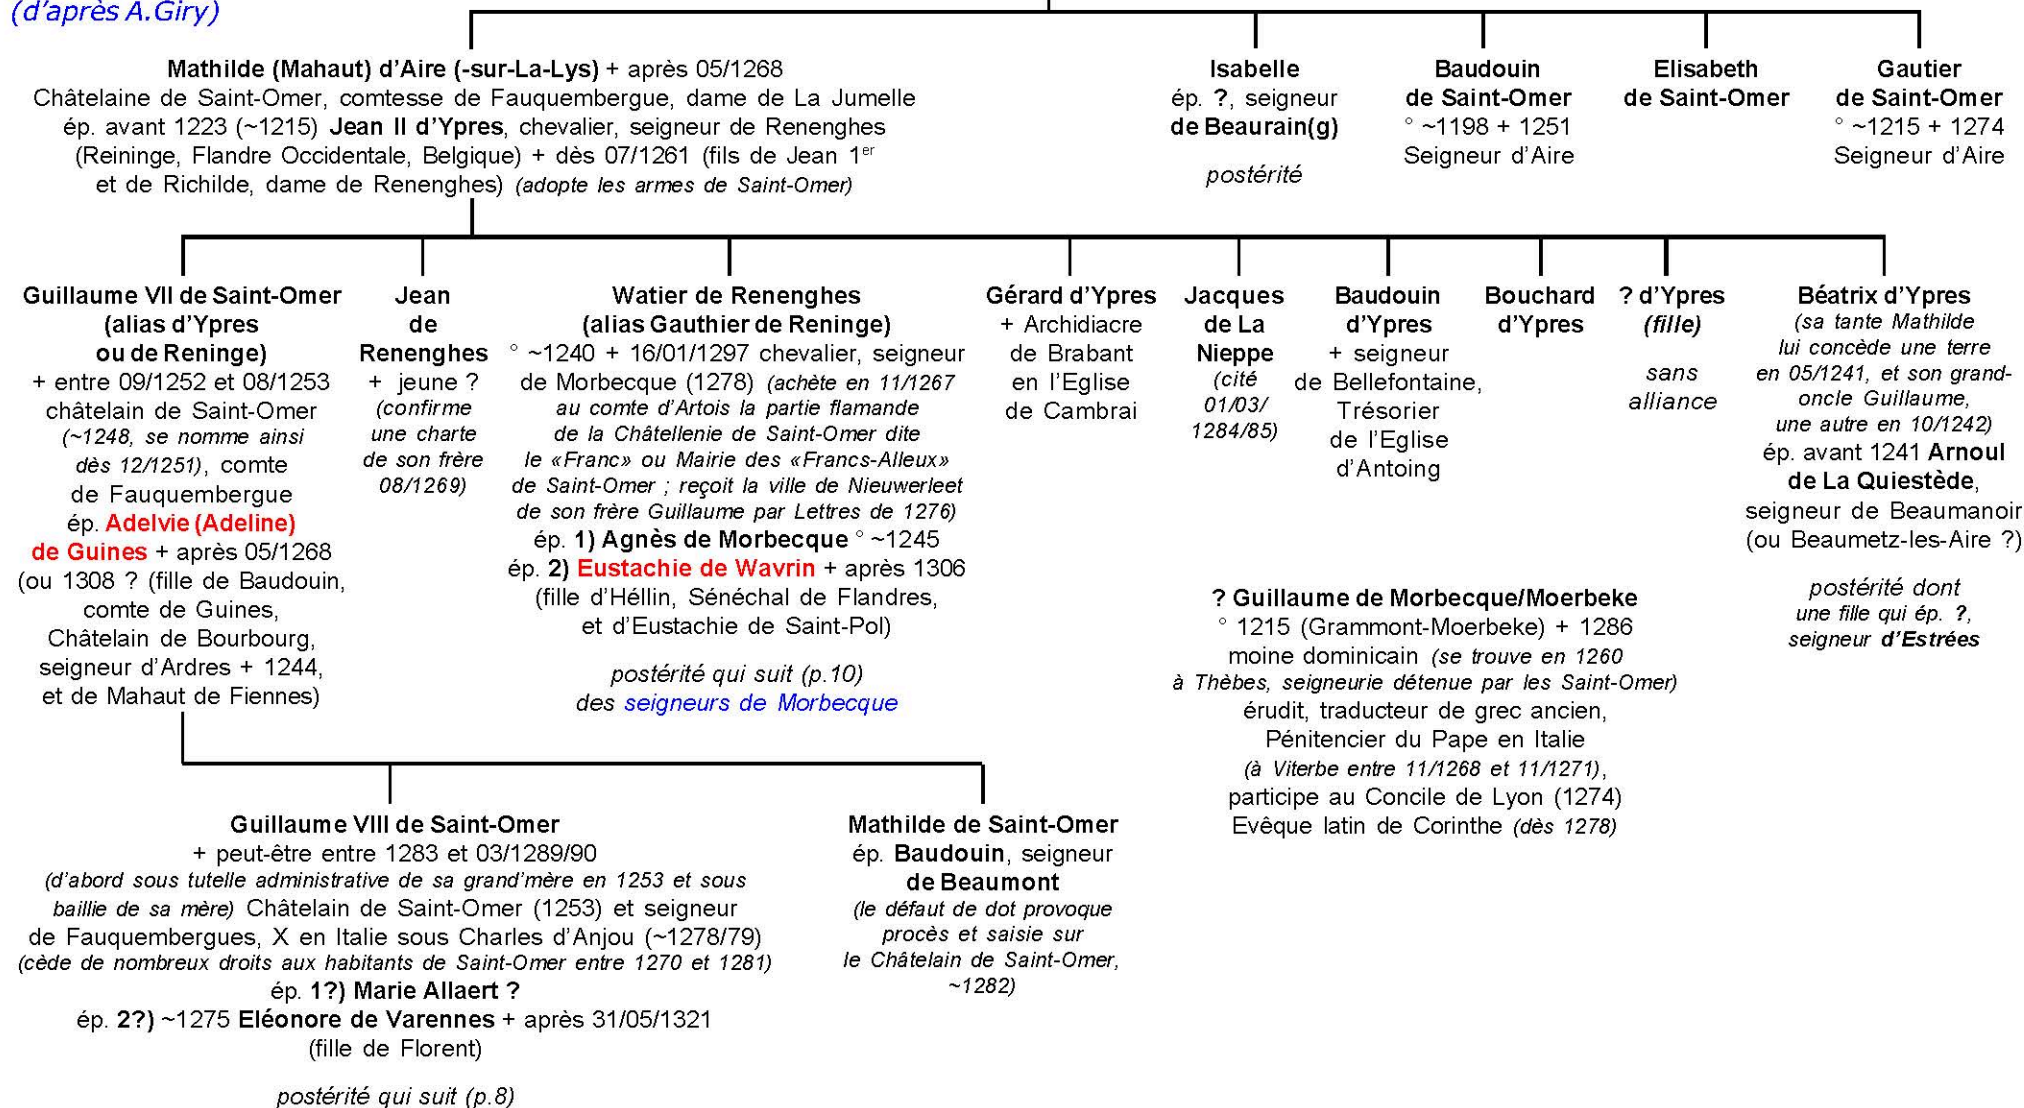 (d'après A.Giry)
Mathilde (Mahaut) d'Aire (-sur-La-Lys) + après 05/1268
Châtelaine de Saint-Omer, comtesse de Fauquembergue, dame de La Jumelle
ép. avant 1223 (~1215) Jean II d'Ypres, chevalier, seigneur de Renenghes
(Reininge, Flandre Occidentale, Belgique) + dès 07/1261 (fils de Jean 1er
et de Richilde, dame de Renenghes) (adopte les armes de Saint-Omer)
Isabelle
ép. ?, seigneur
de Beaurain(g)
postérité
Baudouin
de Saint-Omer
° ~1198 + 1251
Seigneur d'Aire
Elisabeth
de Saint-Omer
Gautier
de Saint-Omer
° ~1215 + 1274
Seigneur d'Aire
Guillaume VII de Saint-Omer
(alias d'Ypres
ou de Reninge)
+ entre 09/1252 et 08/1253
châtelain de Saint-Omer
(~1248, se nomme ainsi
dès 12/1251), comte
de Fauquembergue
ép. Adelvie (Adeline)
de Guines + après 05/1268
(ou 1308 ? (fille de Baudouin,
comte de Guines,
Châtelain de Bourbourg,
seigneur d'Ardres + 1244,
et de Mahaut de Fiennes)
Jean
de
Renenghes
+ jeune ?
(confirme
une charte
de son frère
08/1269)
Watier de Renenghes
(alias Gauthier de Reninge)
° ~1240 + 16/01/1297 chevalier, seigneur
de Morbecque (1278) (achète en 11/1267
au comte d'Artois la partie flamande
de la Châtellenie de Saint-Omer dite
le «Franc» ou Mairie des «Francs-Alleux»
de Saint-Omer ; reçoit la ville de Nieuwerleet
de son frère Guillaume par Lettres de 1276)
ép. 1) Agnès de Morbecque ° ~1245
ép. 2) Eustachie de Wavrin + après 1306
(fille d'Héllin, Sénéchal de Flandres,
et d'Eustachie de Saint-Pol)
postérité qui suit (p.10)
des seigneurs de Morbecque
Gérard d'Ypres
+ Archidiacre
de Brabant
en l'Eglise
de Cambrai
Jacques
de La
Nieppe
(cité
01/03/
1284/85)
Baudouin
d'Ypres
+ seigneur
de Bellefontaine,
Trésorier
de l'Eglise
d'Antoing
Bouchard
d'Ypres
? d'Ypres
(fille)
sans
alliance
Béatrix d'Ypres
(sa tante Mathilde
lui concède une terre
en 05/1241, et son grand-
oncle Guillaume,
une autre en 10/1242)
ép. avant 1241 Arnoul
de La Quiestède,
seigneur de Beaumanoir
(ou Beaumetz-les-Aire ?)
postérité dont
une fille qui ép. ?,
seigneur d'Estrées
? Guillaume de Morbecque/Moerbeke
° 1215 (Grammont-Moerbeke) + 1286
moine dominicain (se trouve en 1260
à Thèbes, seigneurie détenue par les Saint-Omer)
érudit, traducteur de grec ancien,
Pénitencier du Pape en Italie
(à Viterbe entre 11/1268 et 11/1271),
participe au Concile de Lyon (1274)
Evêque latin de Corinthe (dès 1278)
Guillaume VIII de Saint-Omer
+ peut-être entre 1283 et 03/1289/90
(d'abord sous tutelle administrative de sa grand'mère en 1253 et sous
baillie de sa mère) Châtelain de Saint-Omer (1253) et seigneur
de Fauquembergues, X en Italie sous Charles d'Anjou (~1278/79)
(cède de nombreux droits aux habitants de Saint-Omer entre 1270 et 1281)
ép. 1?) Marie Allaert ?
ép. 2?) ~1275 Eléonore de Varennes + après 31/05/1321
(fille de Florent)
postérité qui suit (p.8)
Mathilde de Saint-Omer
ép. Baudouin, seigneur
de Beaumont
(le défaut de dot provoque
procès et saisie sur
le Châtelain de Saint-Omer,
~1282)